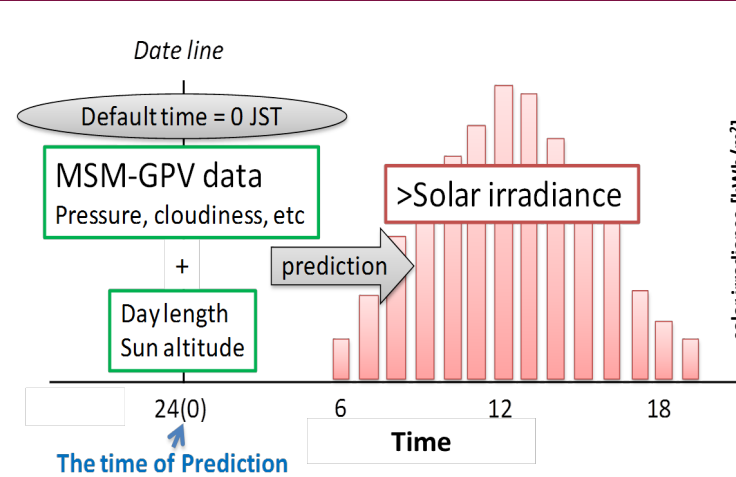 Date line
Default time = 0 JST
MSM-GPV data
Pressure, cloudiness, etc
+
Day length
Sun altitude
prediction
>Solar irradiance
24(0)
6
12
18
Time
The time of Prediction